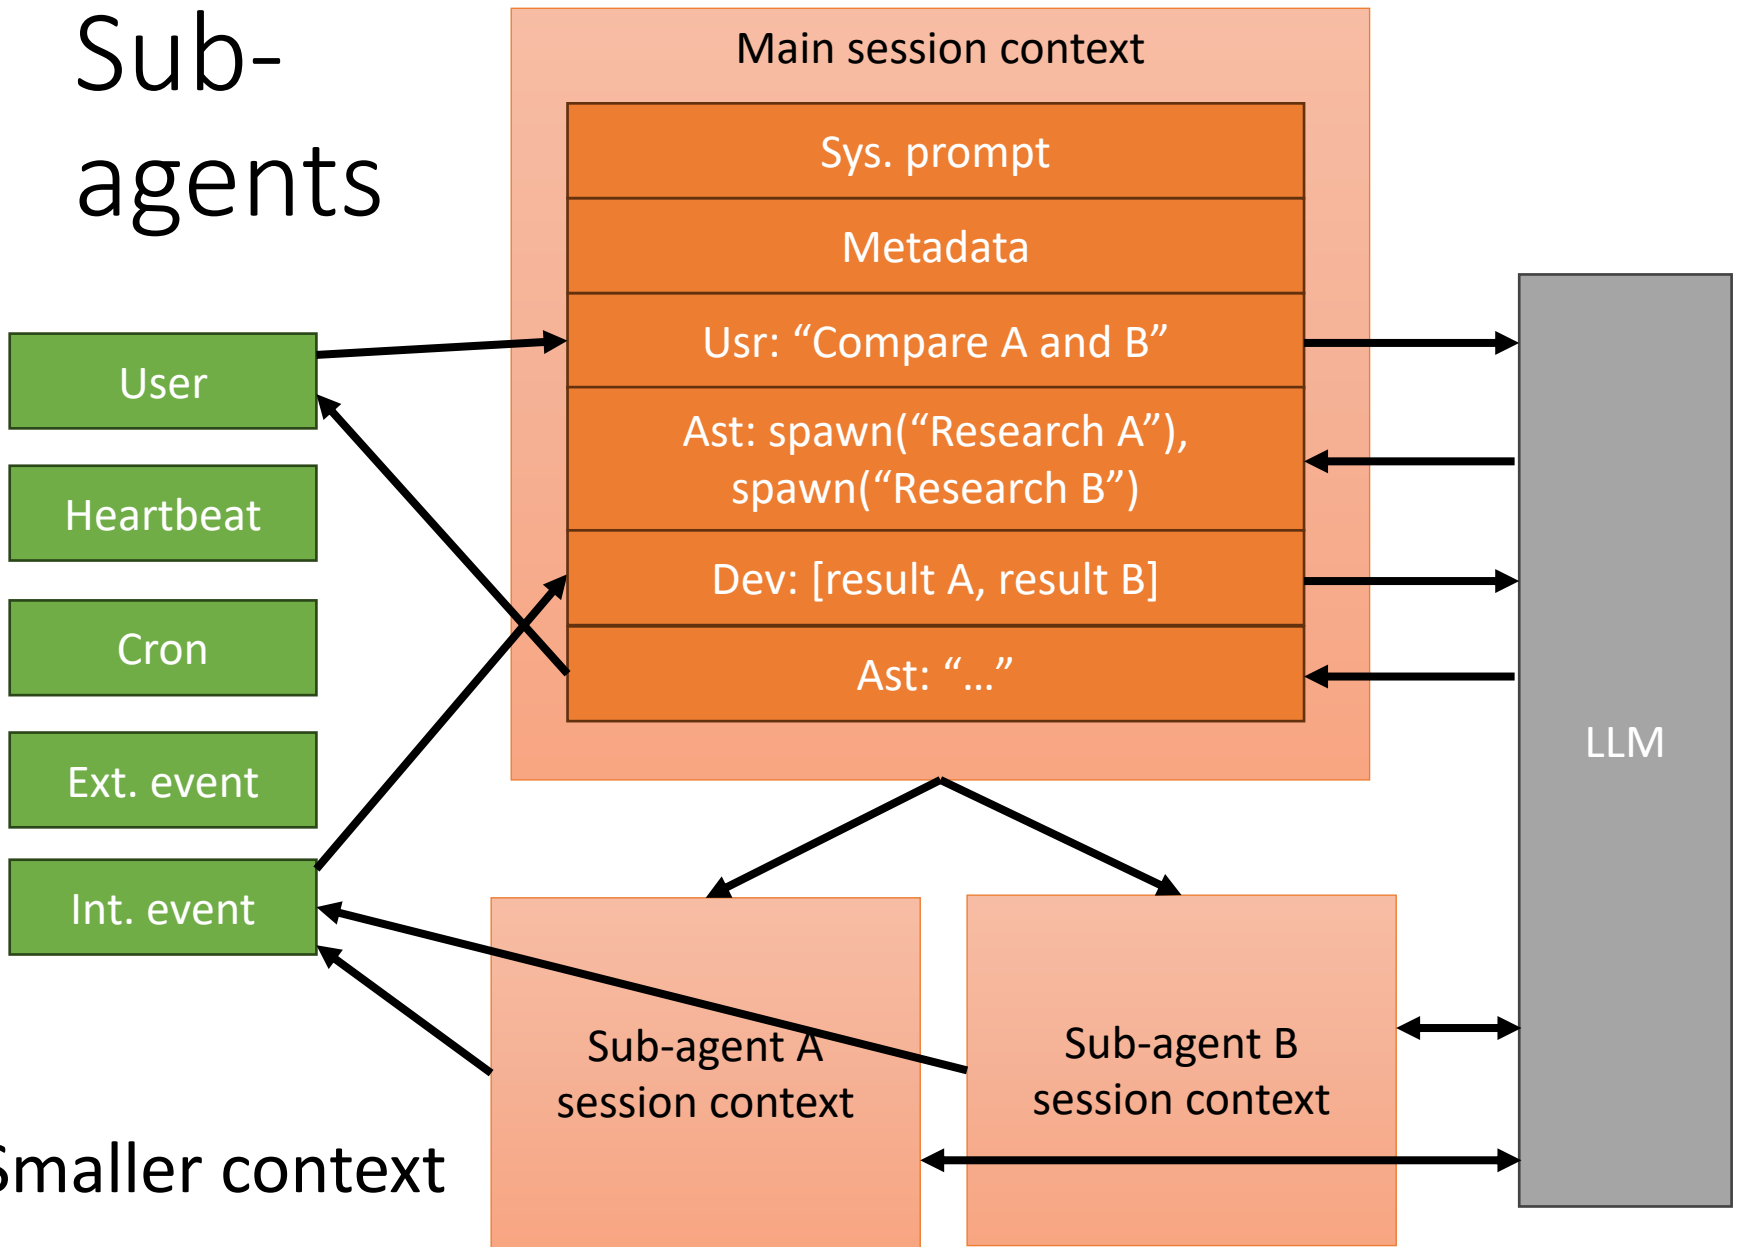 Sub-
agents
Main session context
Sys. prompt
Metadata
Usr: “Compare A and B”
Ast: spawn(“Research A”),
spawn(“Research B”)
Dev: [result A, result B]
Ast: “…”
User
Heartbeat
Cron
Ext. event
Int. event
LLM
Sub-agent A
session context
Sub-agent B
session context
Smaller context